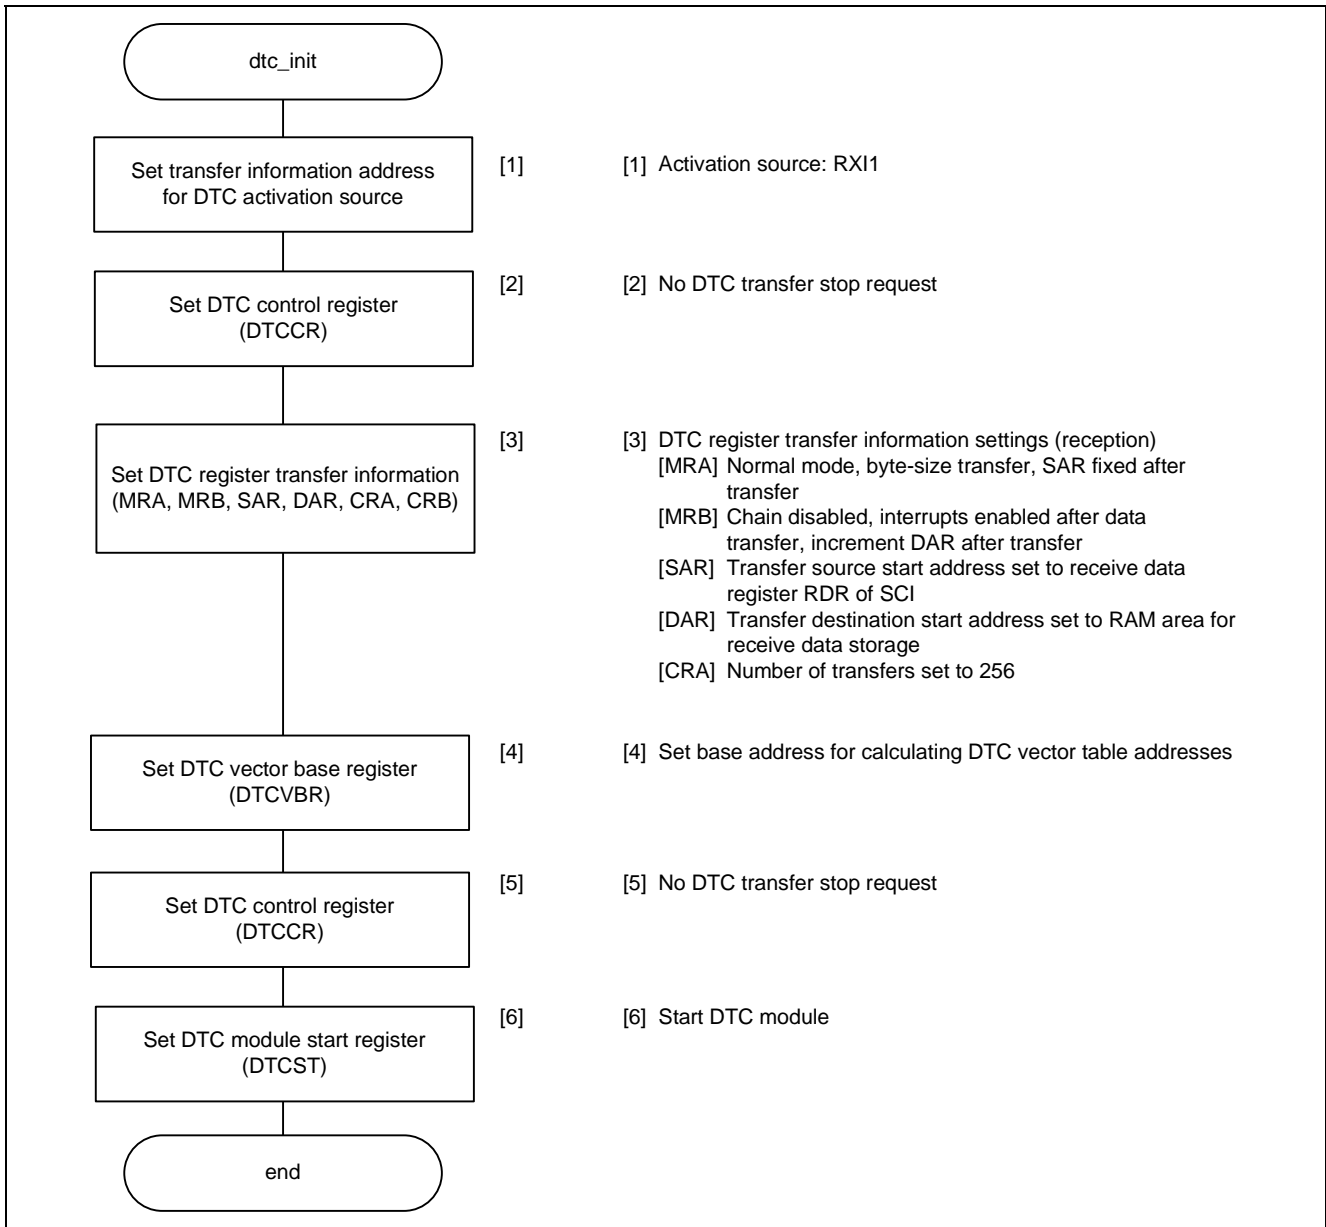 dtc_init
Set transfer information address
for DTC activation source
[1]
[1] Activation source: RXI1
Set DTC control register
(DTCCR)
[2]
[2] No DTC transfer stop request
Set DTC register transfer information
(MRA, MRB, SAR, DAR, CRA, CRB)
[3]
[3] DTC register transfer information settings (reception)
[MRA] Normal mode, byte-size transfer, SAR fixed after
transfer
[MRB] Chain disabled, interrupts enabled after data
transfer, increment DAR after transfer
[SAR] Transfer source start address set to receive data
register RDR of SCI
[DAR] Transfer destination start address set to RAM area for
receive data storage
[CRA] Number of transfers set to 256
Set DTC vector base register
(DTCVBR)
[4]
[4] Set base address for calculating DTC vector table addresses
Set DTC control register
(DTCCR)
[5]
[5] No DTC transfer stop request
Set DTC module start register
(DTCST)
[6]
[6] Start DTC module
end